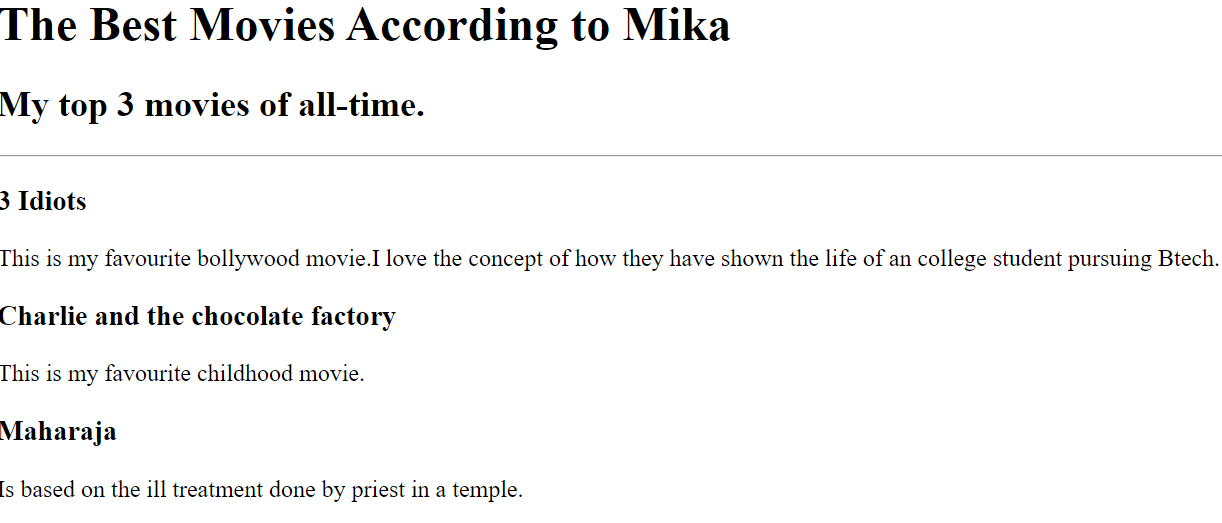 The Best Movies According to Mika
My top 3 movies of all-time.
3 Idiots
This is my favourite bollywood movie.I love the concept of how they have shown the life of an college student pursuing Btech.
Charlie and the chocolate factory
This is my favourite childhood movie.
Maharaja
Is based on the ill treatment done by priest in a temple.